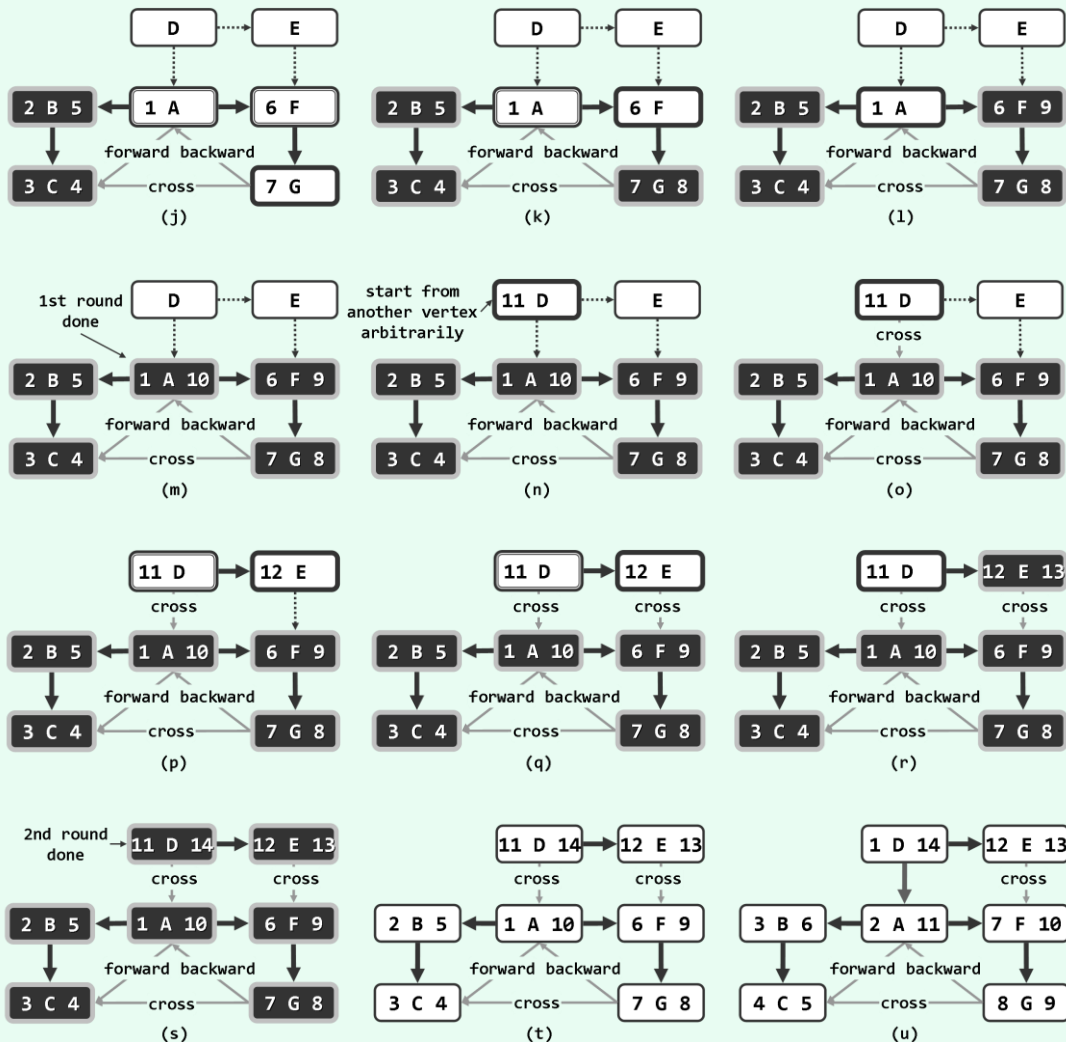 D E D E D E
2 B 5 1 A 6 F 2 B 5 1 A 6 F 2 B 5 1 A 6 F 9
forward backward forward backward forward backward
3 C 4 cross 7 G 3 C 4 cross 7 G 8 3 C 4 cross 7 G 8
(j) (k) (l)
1st round
done
D E
start from
another vertex
arbitrarily
11 D E 11 D E
cross
2 B 5 1 A 10 6 F 9 2 B 5 1 A 10 6 F 9 2 B 5 1 A 10 6 F 9
forward backward forward backward forward backward
3 C 4 cross 7 G 8 3 C 4 cross 7 G 8 3 C 4 cross 7 G 8
(m) (n) (o)
11 D 12 E 11 D 12 E 11 D 12 E 13
cross cross cross cross cross
2 B 5 1 A 10 6 F 9 2 B 5 1 A 10 6 F 9 2 B 5 1 A 10 6 F 9
forward backward forward backward forward backward
3 C 4 cross 7 G 8 3 C 4 cross 7 G 8 3 C 4 cross 7 G 8
(p) (q) (r)
2nd round
done
11 D 14 12 E 13 11 D 14 12 E 13 1 D 14 12 E 13
cross cross cross cross cross
2 B 5 1 A 10 6 F 9 2 B 5 1 A 10 6 F 9 3 B 6 2 A 11 7 F 10
forward backward forward backward forward backward
3 C 4 cross 7 G 8 3 C 4 cross 7 G 8 4 C 5 cross 8 G 9
(s) (t) (u)